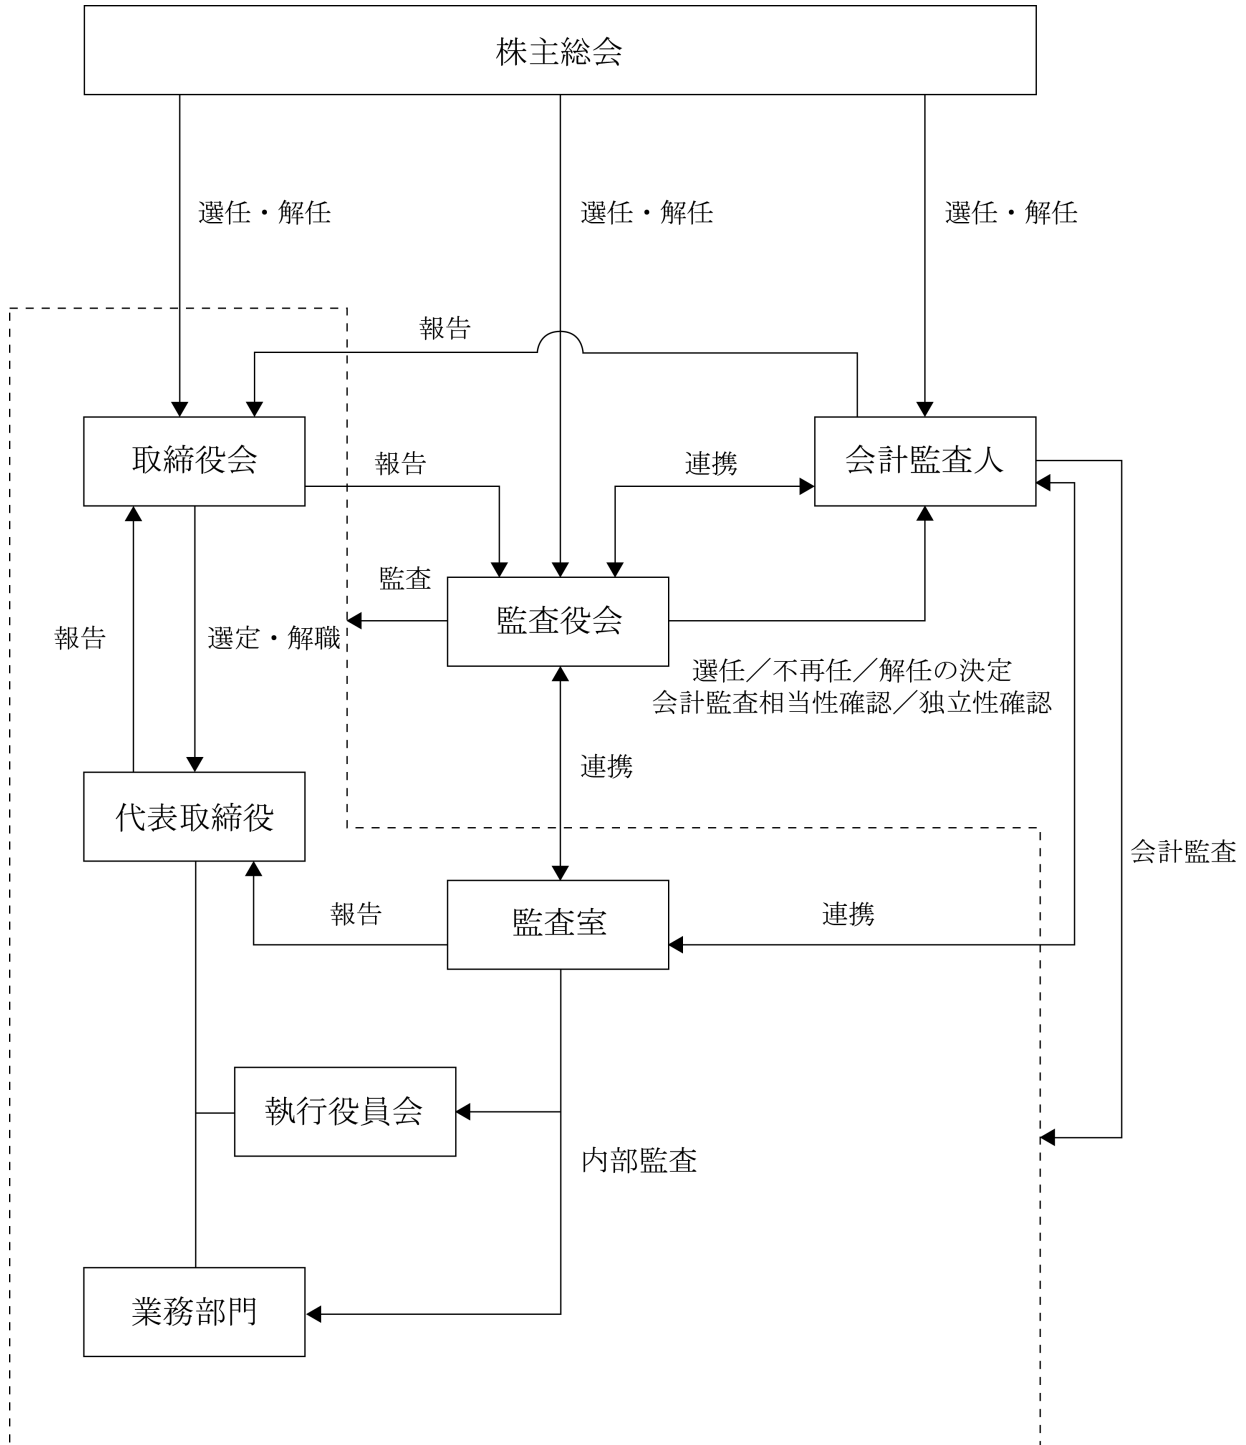 株主総会
選任・解任
選任・解任
選任・解任
報告
取締役会
報告
連携
会計監査人
監査
監査役会
報告
選定・解職
選任／不再任／解任の決定
会計監査相当性確認／独立性確認
連携
代表取締役
会計監査
報告
監査室
連携
執行役員会
内部監査
業務部門